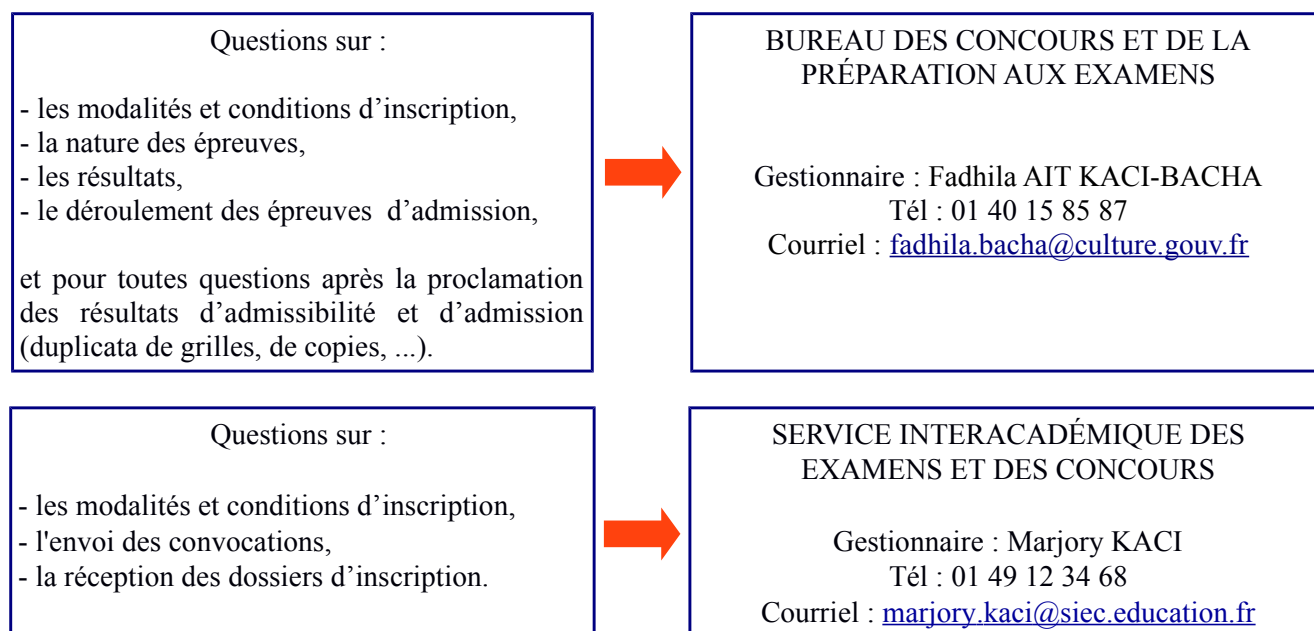 Questions sur :
- les modalités et conditions d’inscription,
- la nature des épreuves,
- les résultats,
- le déroulement des épreuves  d’admission,
et pour toutes questions après la proclamation
des résultats d’admissibilité et d’admission
(duplicata de grilles, de copies, ...).
BUREAU DES CONCOURS ET DE LA
PRÉPARATION AUX EXAMENS
Gestionnaire : Fadhila AIT KACI-BACHA
Tél : 01 40 15 85 87
Courriel : fadhila.bacha@culture.gouv.fr
Questions sur :
- les modalités et conditions d’inscription,
- l'envoi des convocations,
- la réception des dossiers d’inscription.
SERVICE INTERACADÉMIQUE DES
EXAMENS ET DES CONCOURS
Gestionnaire : Marjory KACI
Tél : 01 49 12 34 68
Courriel : marjory.kaci@siec.education.fr